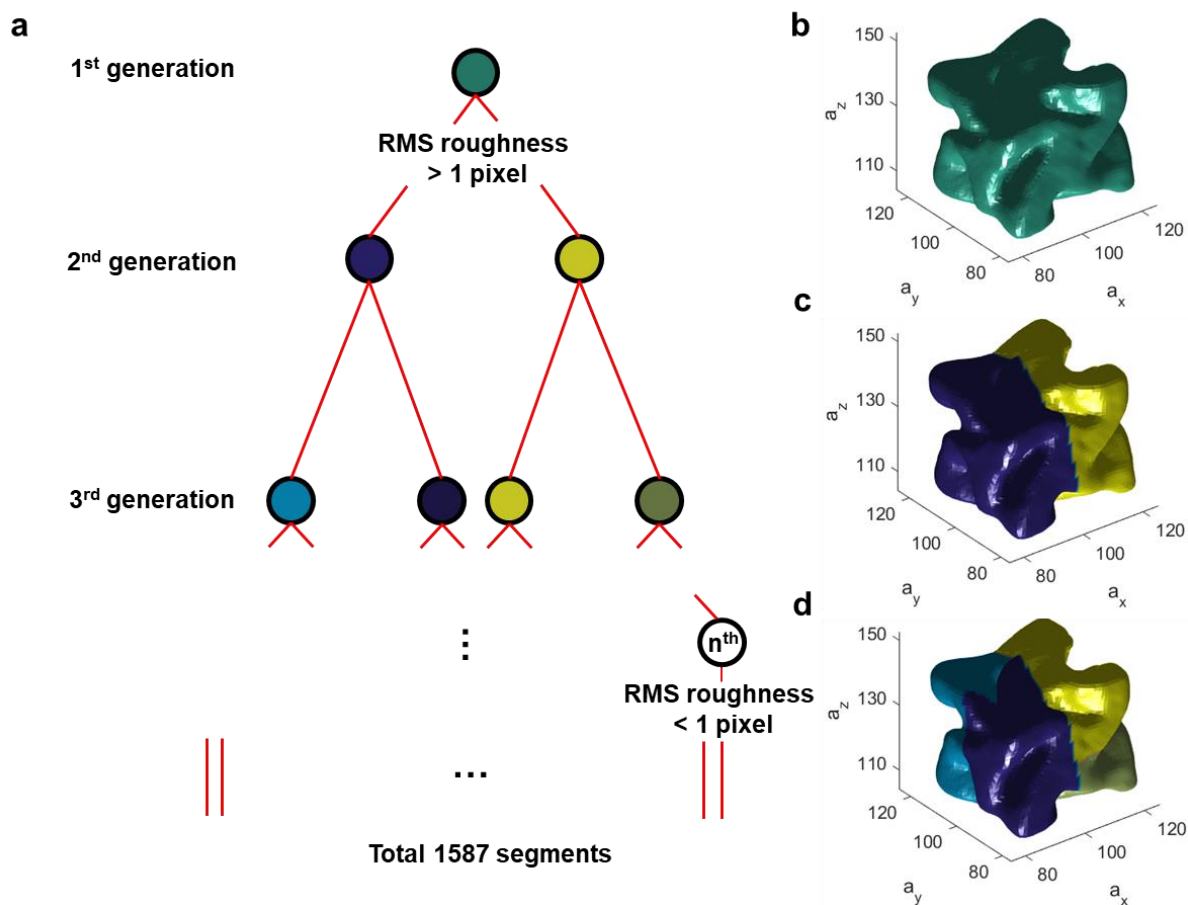 a
1st generation
RMS roughness
> 1 pixel
2nd generation
3rd generation
⋮
nth
RMS roughness
< 1 pixel
...
Total 1587 segments
b
150
130
110
az
120
100
80
ay
80
100
120
ax
c
150
130
110
az
120
100
80
ay
80
100
120
ax
d
150
130
110
az
120
100
80
ay
80
100
120
ax